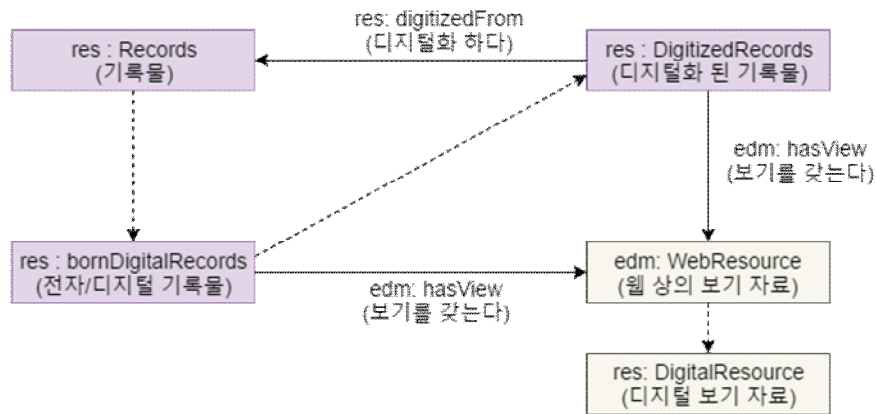 res: digitizedFrom
(디지털화 하다)
res : Records
(기록물)
res : DigitizedRecords
(디지털화 된 기록물)
edm: hasView
(보기를 갖는다)
res : bornDigitalRecords
(전자/디지털 기록물)
edm: hasView
(보기를 갖는다)
edm: WebResource
(웹 상의 보기 자료)
res: DigitalResource
(디지털 보기 자료)